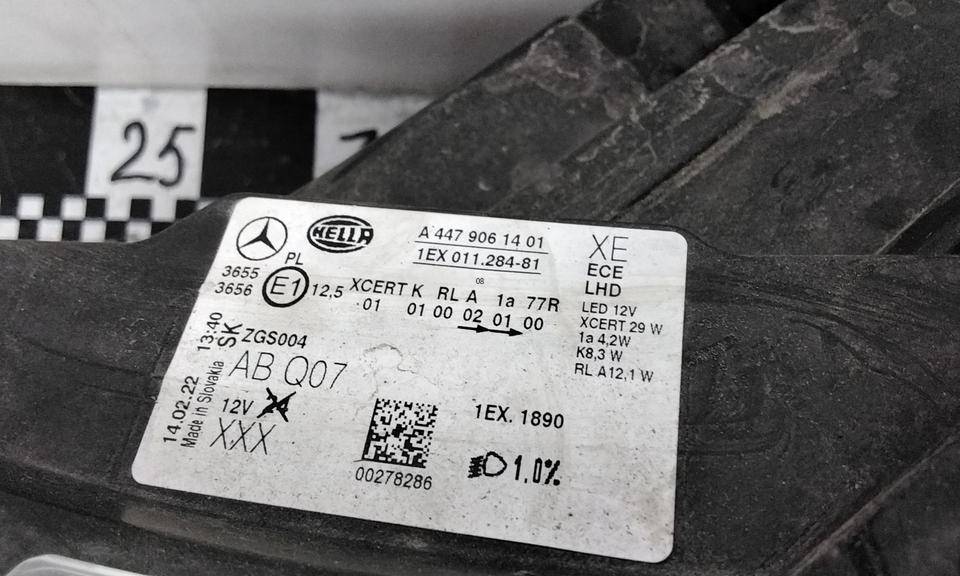 25
HELLA
A 447 906 14 01
1EX 011.284-81
XE
ECE
LHD
PL
3655
3656
E1
12,5
08
XCERT K RL A 1a 77R
01 01 00 02 01 00
LED 12V
XCERT 29 W
1a 4,2W
K8,3 W
RL A12,1 W
14.02.22 13:40
Made in Slovakia
SK
ZGS004
AB Q07
12V
XXX
00278286
1EX. 1890
1,0%